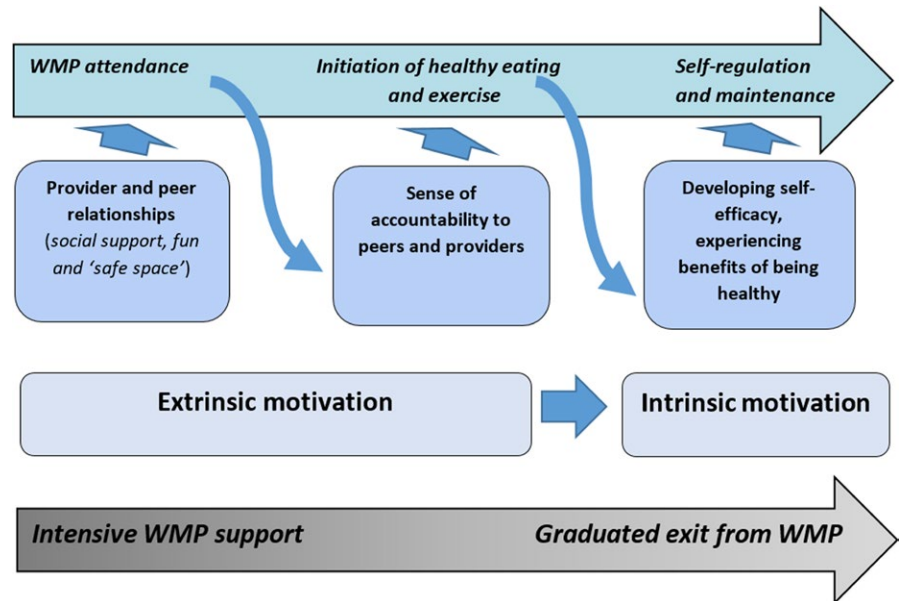 WMP attendance
Initiation of healthy eating
and exercise
Self-regulation
and maintenance
Provider and peer
relationships
(social support, fun
and ‘safe space’)
Sense of
accountability to
peers and providers
Developing self-
efficacy,
experiencing
benefits of being
healthy
Extrinsic motivation
Intrinsic motivation
Intensive WMP support
Graduated exit from WMP